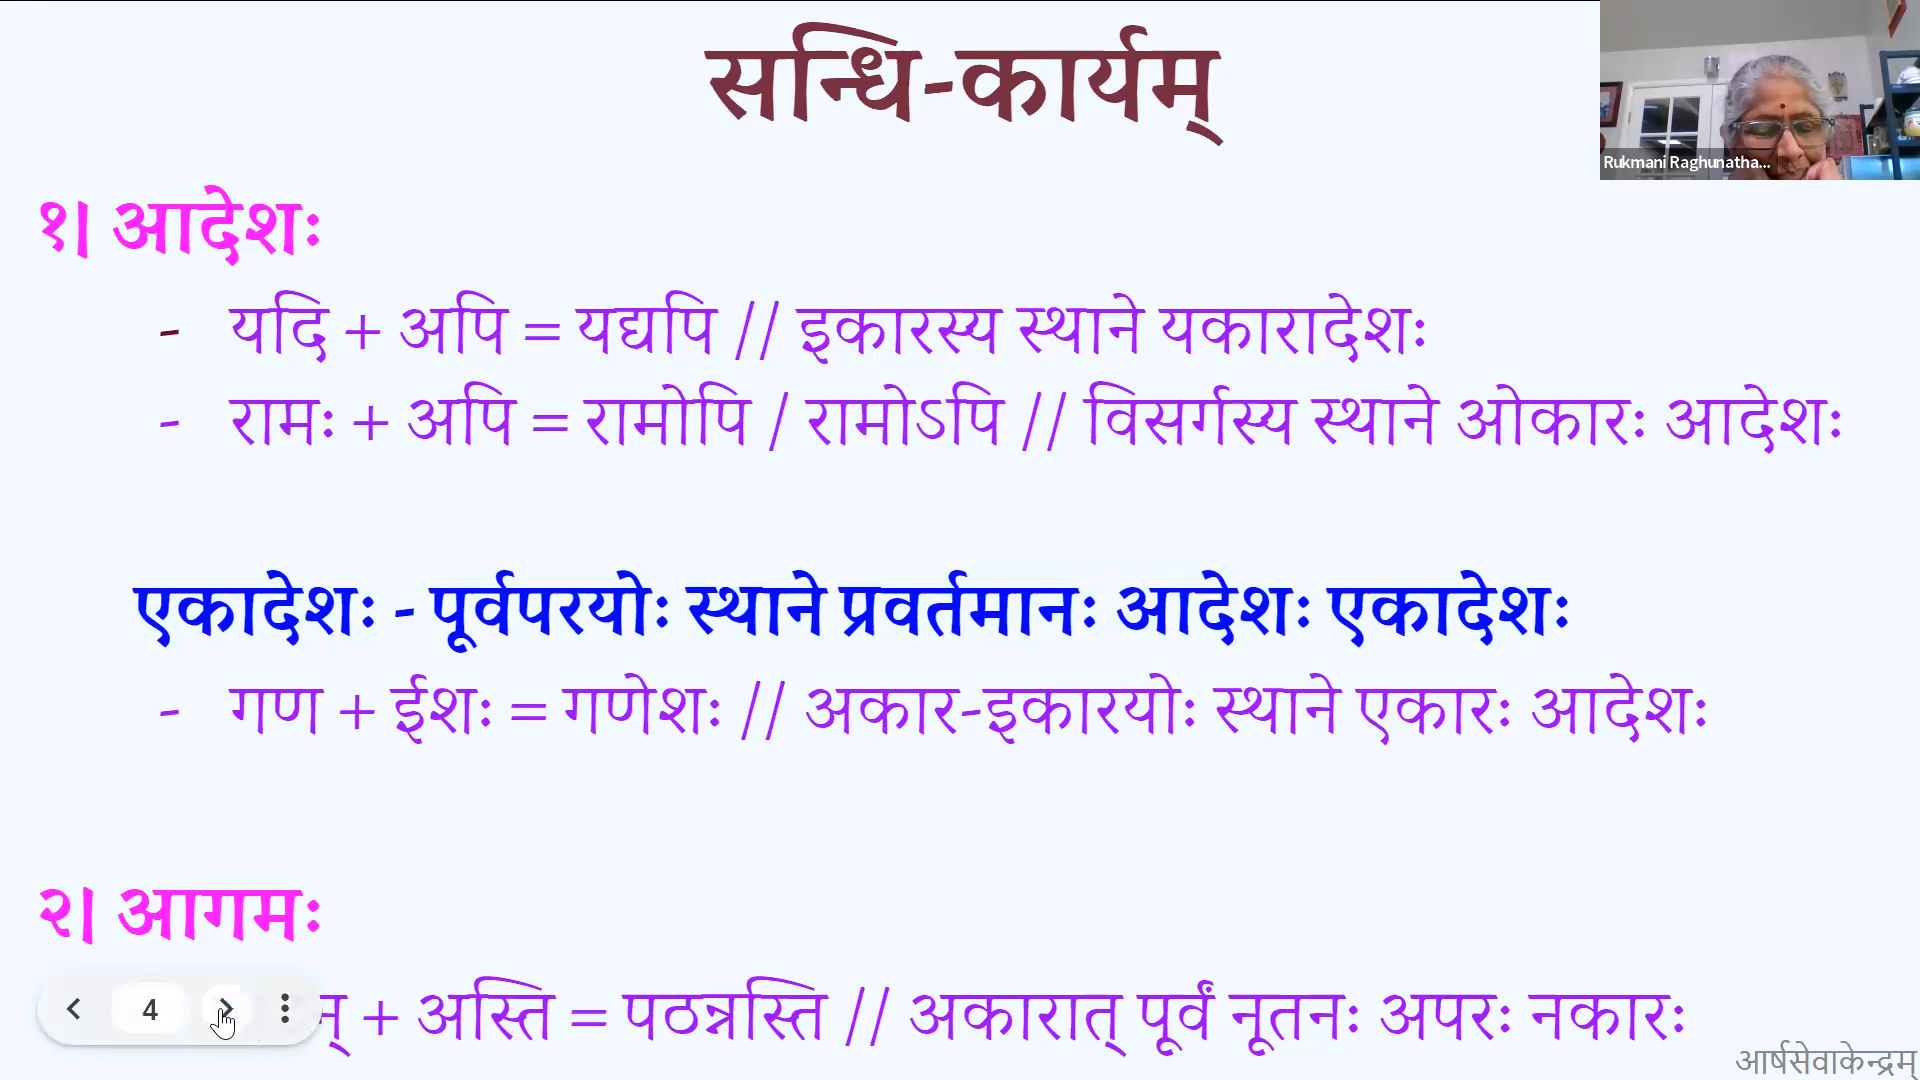 सन्धि-कार्यम्
Rukmani Raghunatha...
१| आदेशः
- यदि + अपि = यद्यपि // इकारस्य स्थाने यकारादेशः
- रामः + अपि = रामोपि / रामोऽपि // विसर्गस्य स्थाने ओकारः आदेशः
एकादेशः - पूर्वपरयोः स्थाने प्रवर्तमानः आदेशः एकादेशः
- गण + ईशः = गणेशः // अकार-इकारयोः स्थाने एकारः आदेशः
२| आगमः
4
न् + अस्ति = पठन्नस्ति // अकारात् पूर्वं नूतनः अपरः नकारः
आर्षसेवाकेन्द्रम्